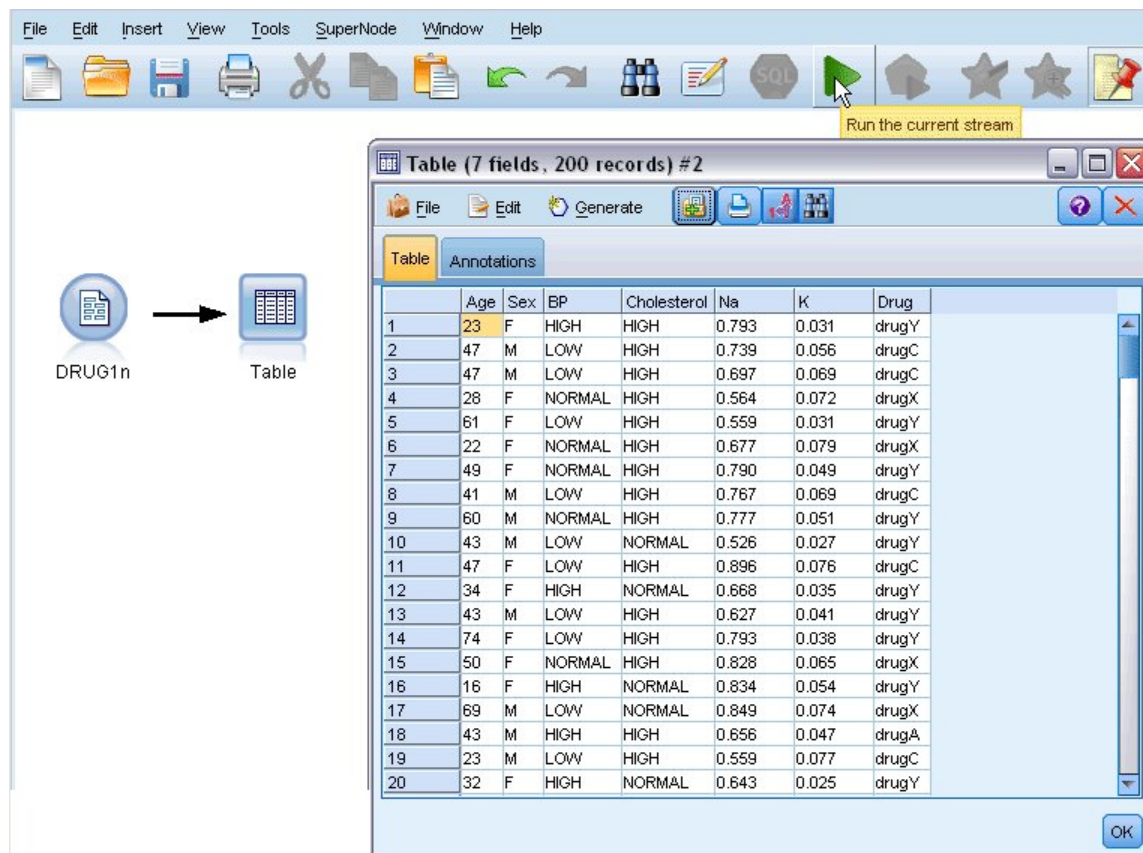 File Edit Insert View Tools SuperNode Window Help
SQL
Run the current stream
Table (7 fields, 200 records) #2
File Edit Generate
Table Annotations
Age Sex BP Cholesterol Na K Drug
1 23 F HIGH HIGH 0.793 0.031 drugY
2 47 M LOW HIGH 0.739 0.056 drugC
3 47 M LOW HIGH 0.697 0.069 drugC
4 28 F NORMAL HIGH 0.564 0.072 drugX
5 61 F LOW HIGH 0.559 0.031 drugY
6 22 F NORMAL HIGH 0.677 0.079 drugX
7 49 F NORMAL HIGH 0.790 0.049 drugY
8 41 M LOW HIGH 0.767 0.069 drugC
9 60 M NORMAL HIGH 0.777 0.051 drugY
10 43 M LOW NORMAL 0.526 0.027 drugY
11 47 F LOW HIGH 0.896 0.076 drugC
12 34 F HIGH NORMAL 0.668 0.035 drugY
13 43 M LOW HIGH 0.627 0.041 drugY
14 74 F LOW HIGH 0.793 0.038 drugY
15 50 F NORMAL HIGH 0.828 0.065 drugX
16 16 F HIGH NORMAL 0.834 0.054 drugY
17 69 M LOW NORMAL 0.849 0.074 drugX
18 43 M HIGH HIGH 0.656 0.047 drugA
19 23 M LOW HIGH 0.559 0.077 drugC
20 32 F HIGH NORMAL 0.643 0.025 drugY
DRUG1n
Table
OK